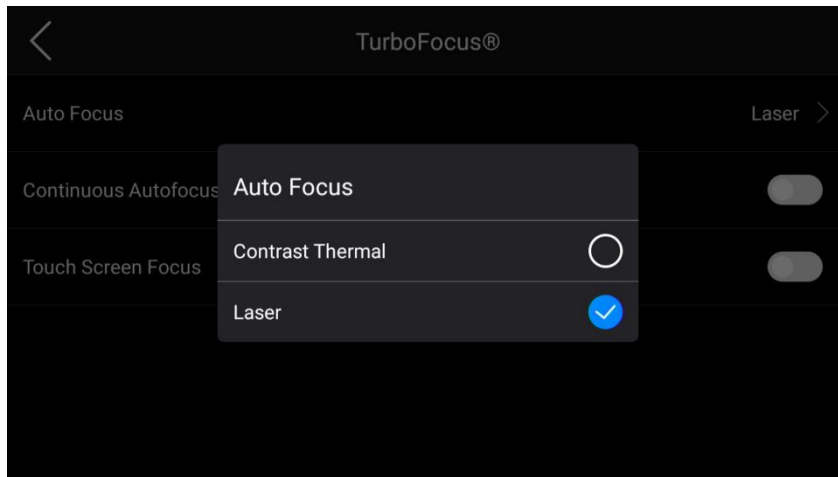 TurboFocus®
Auto Focus
Laser
Continuous Autofocus
Touch Screen Focus
Auto Focus
Contrast Thermal
Laser